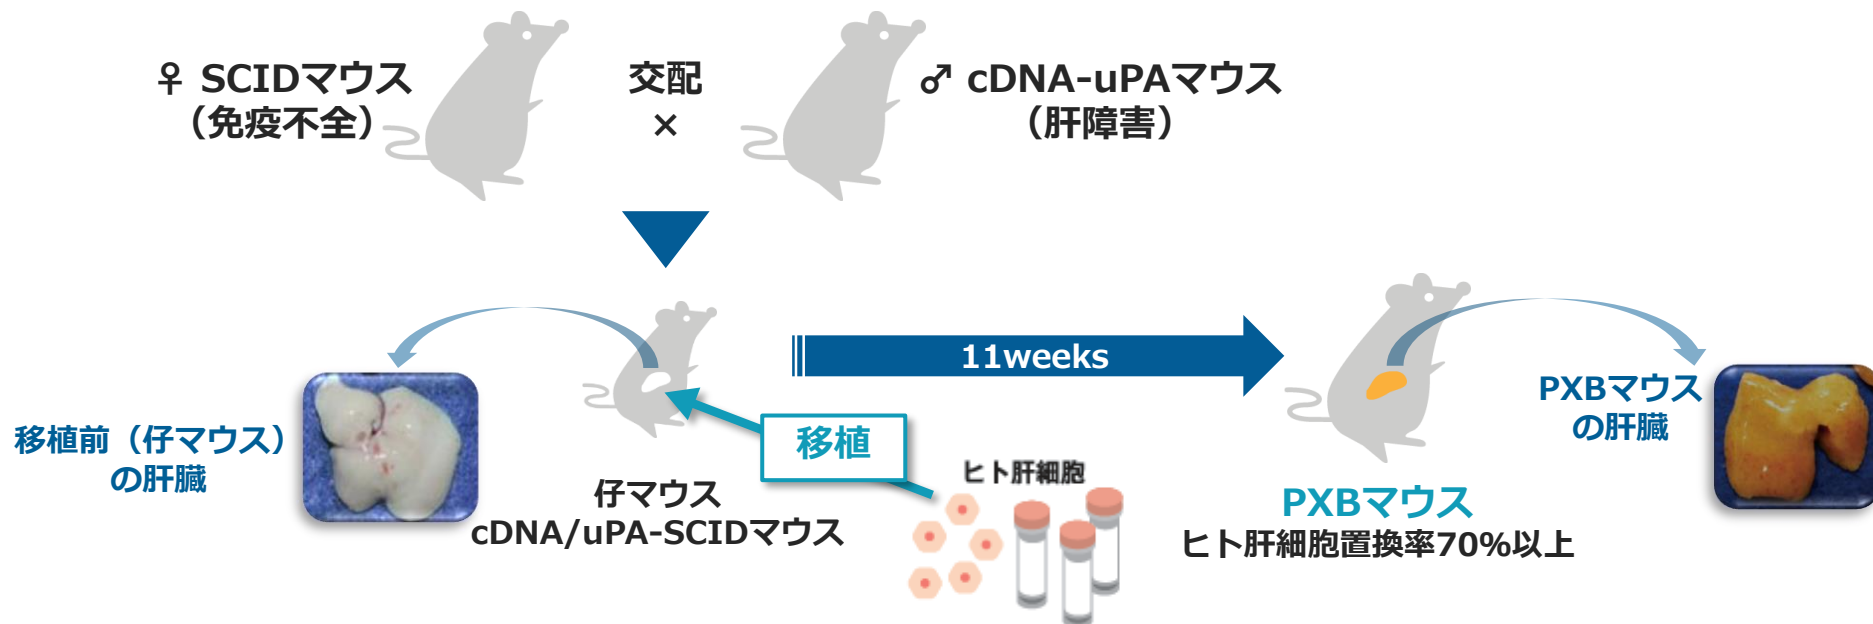 ♀ SCIDマウス
（免疫不全）
交配
×
♂ cDNA-uPAマウス
（肝障害）
11weeks
移植前（仔マウス）
の肝臓
移植
仔マウス
cDNA/uPA-SCIDマウス
ヒト肝細胞
PXBマウス
ヒト肝細胞置換率70%以上
PXBマウス
の肝臓